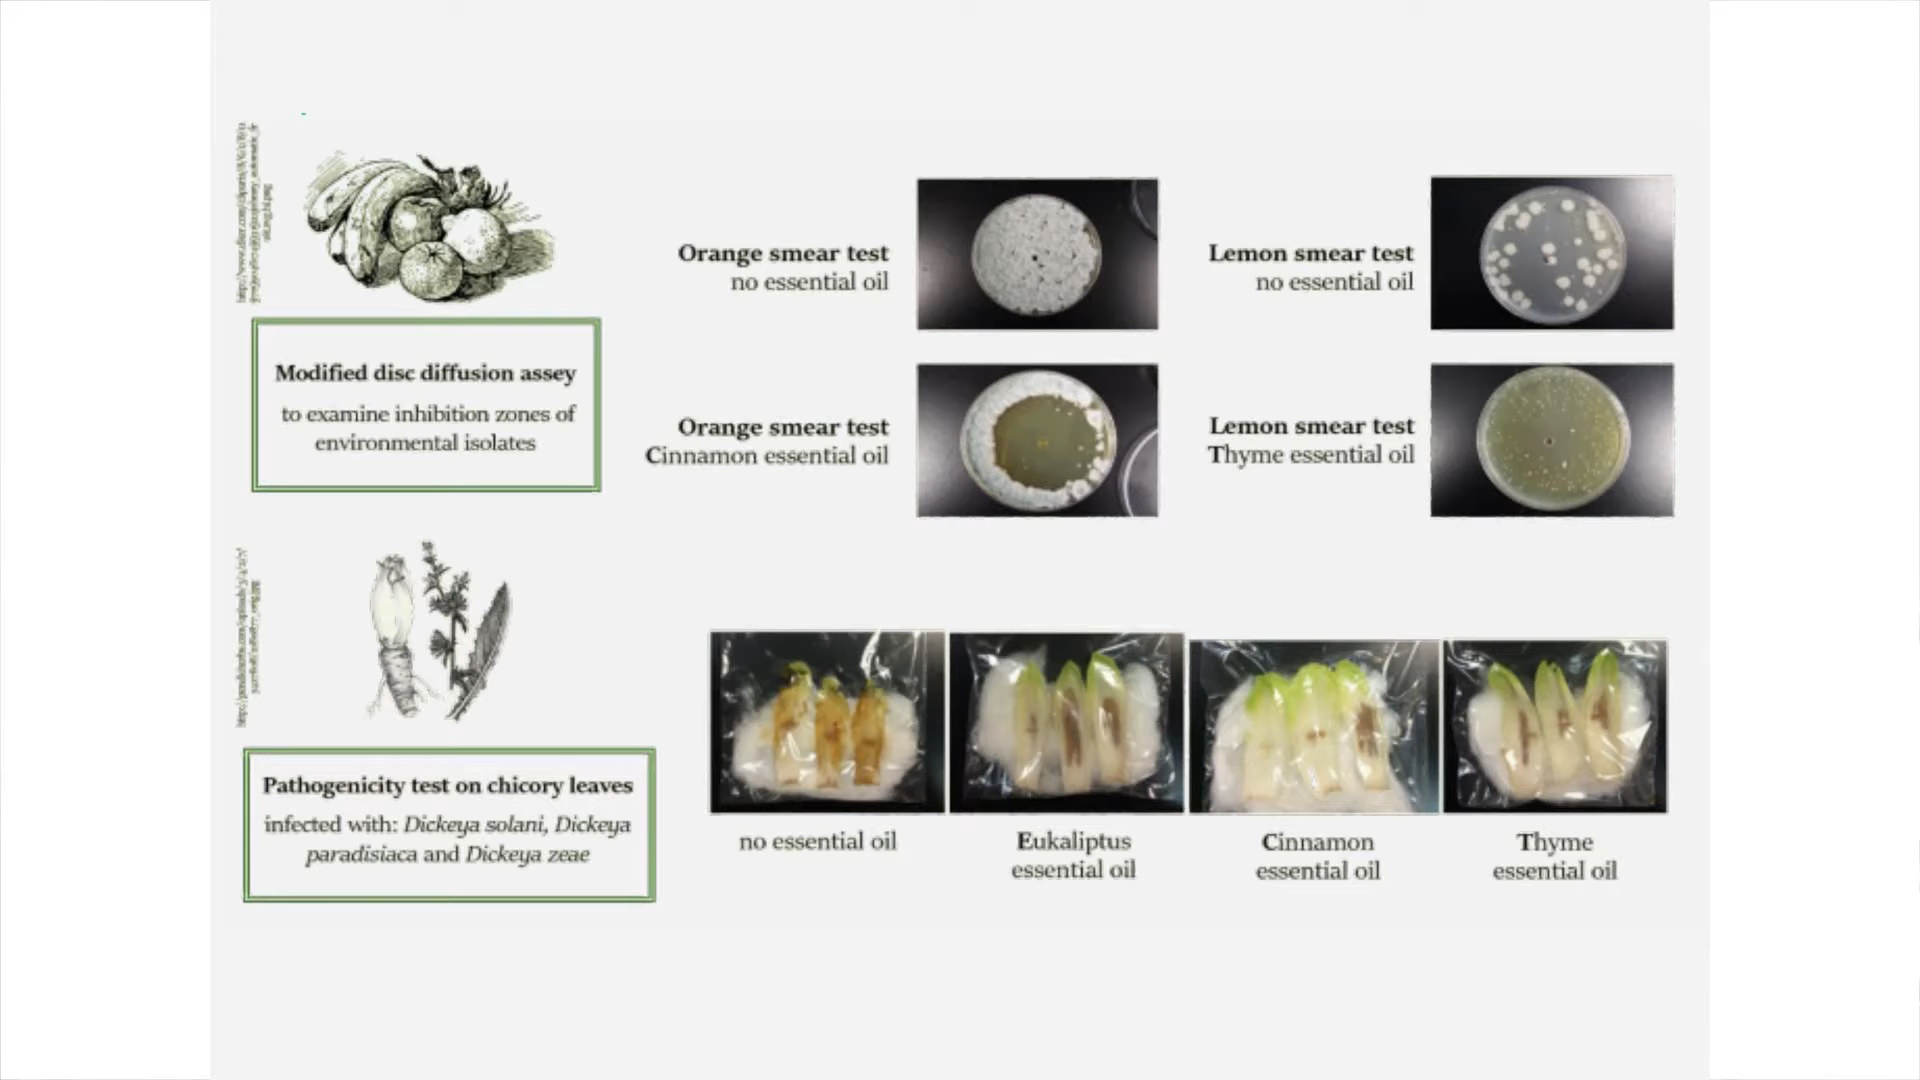 Modified disc diffusion assey
to examine inhibition zones of
environmental isolates
Orange smear test
no essential oil
Lemon smear test
no essential oil
Orange smear test
Cinnamon essential oil
Lemon smear test
Thyme essential oil
Pathogenicity test on chicory leaves
infected with: Dickeya solani, Dickeya
paradisiaca and Dickeya zeae
no essential oil
Eukaliptus
essential oil
Cinnamon
essential oil
Thyme
essential oil